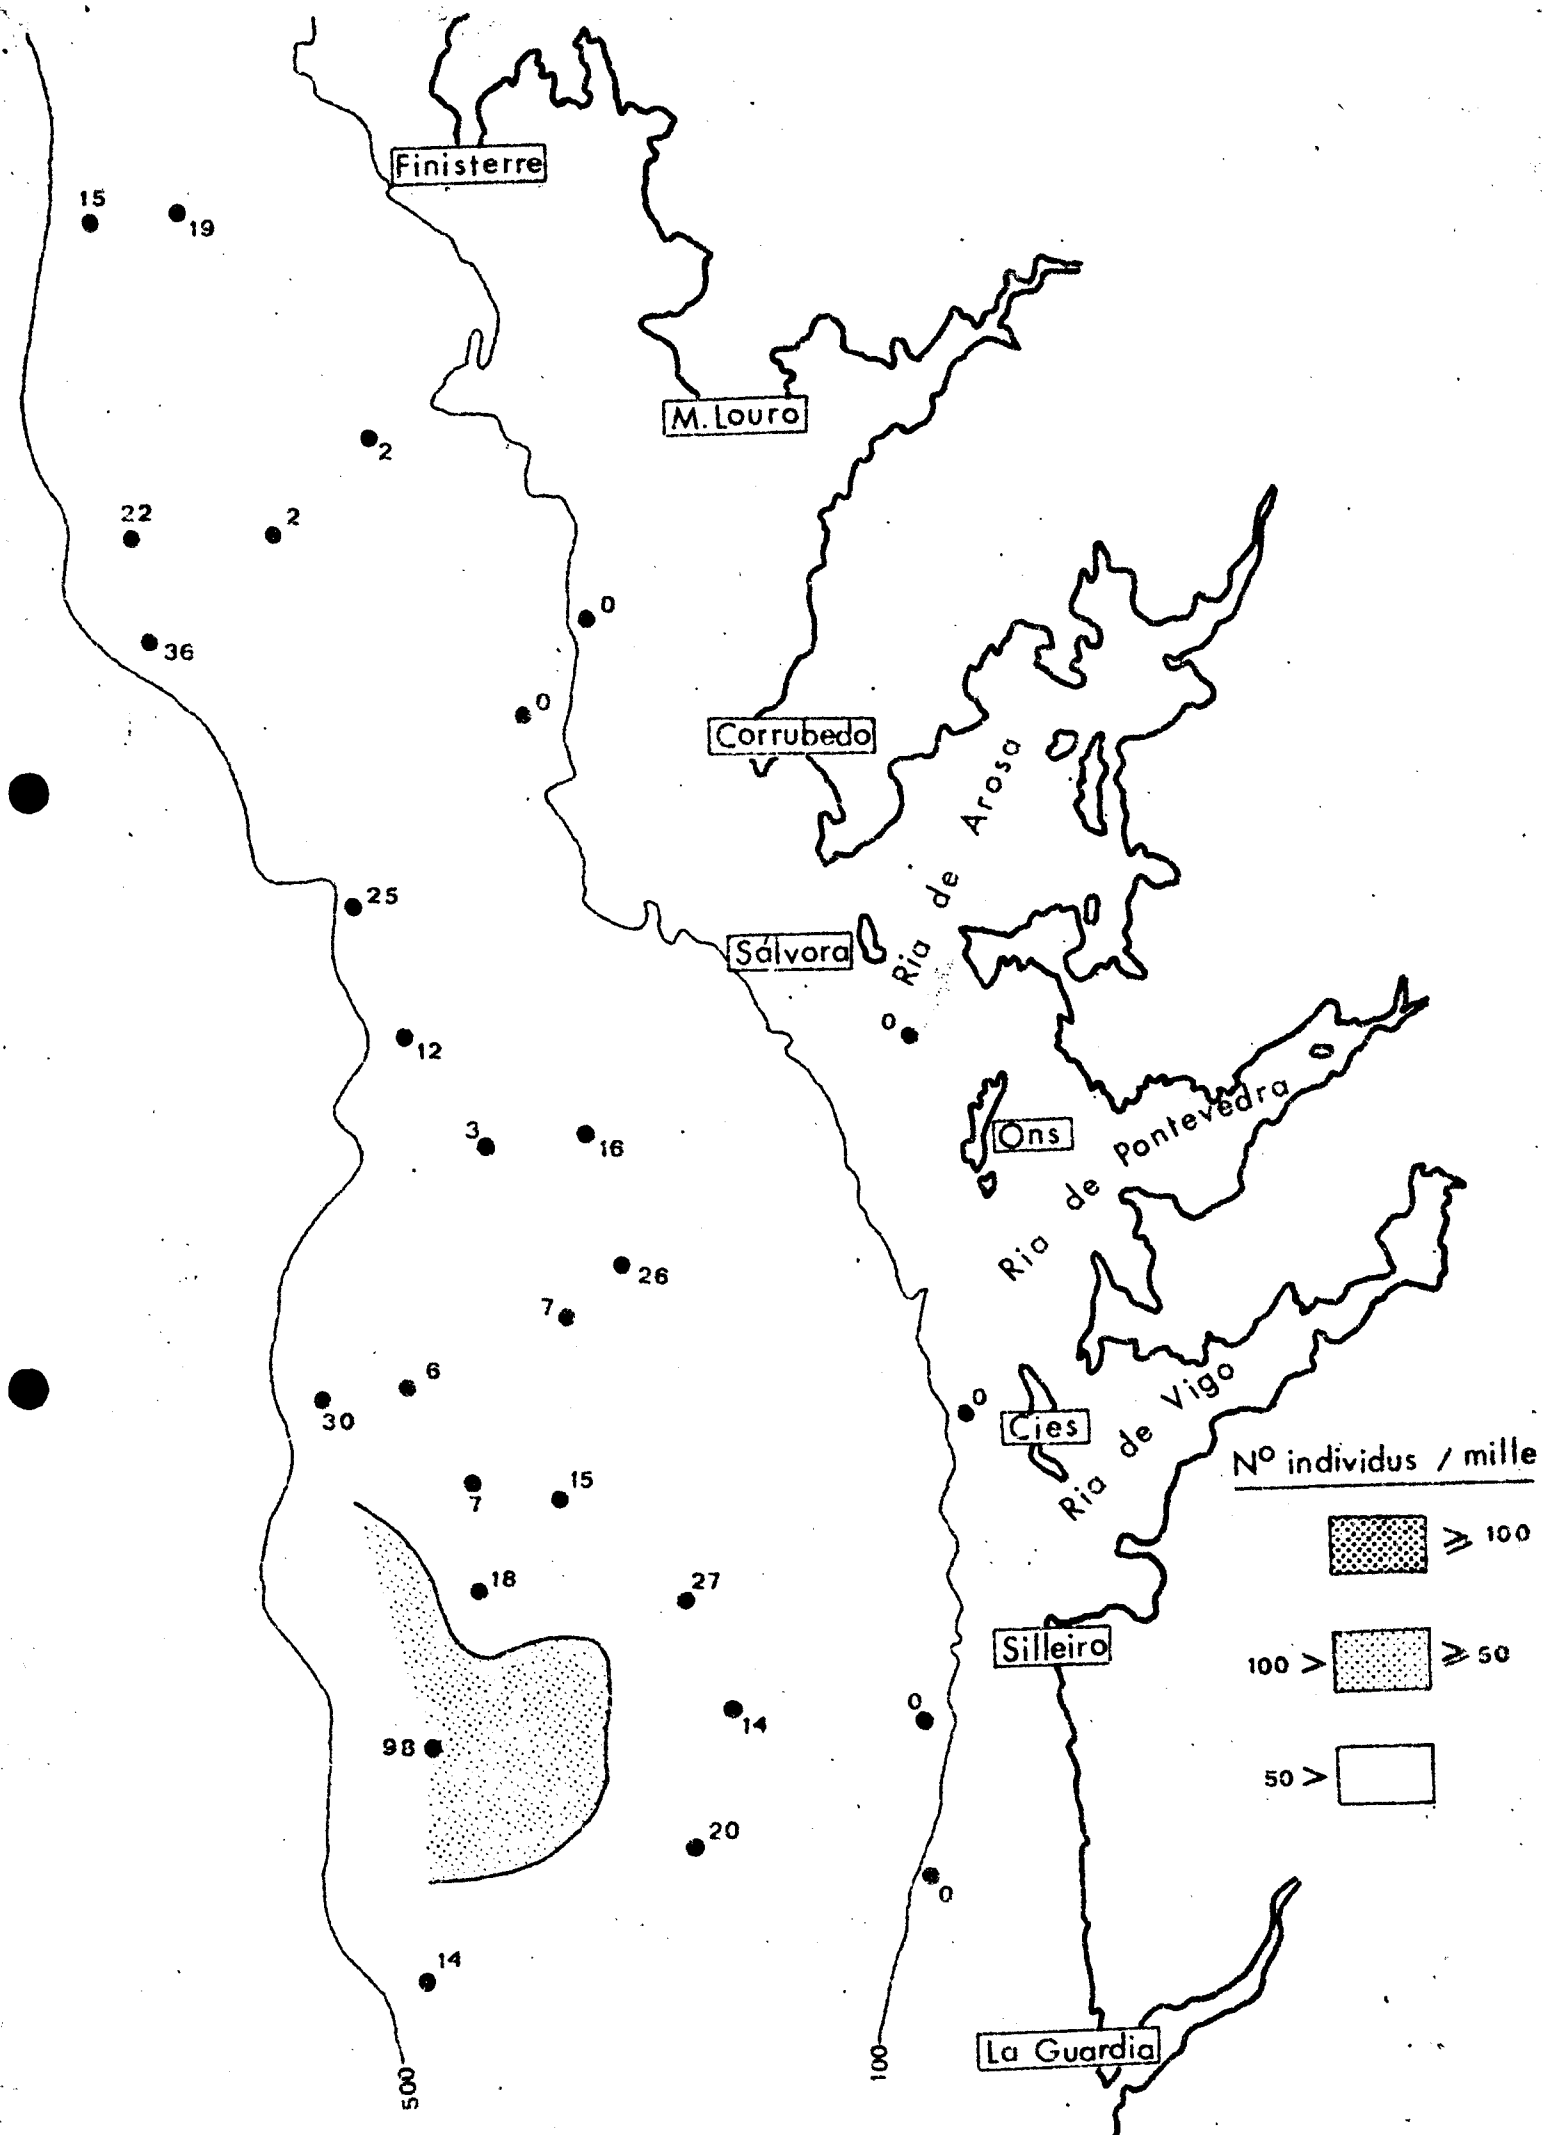 Finisterre
15
19
M. Louro
2
22
2
0
36
0
Corrubedo
Ria de Arosa
25
Sálvora
0
12
3
16
Ons
Ria de Pontevedra
26
7
6
30
0
Cies
Ria de Vigo
Nº individus / mille
7
15
≥ 100
18
27
Silleiro
100 > ≥ 50
0
14
98
50 >
20
0
14
La Guardia
500
100